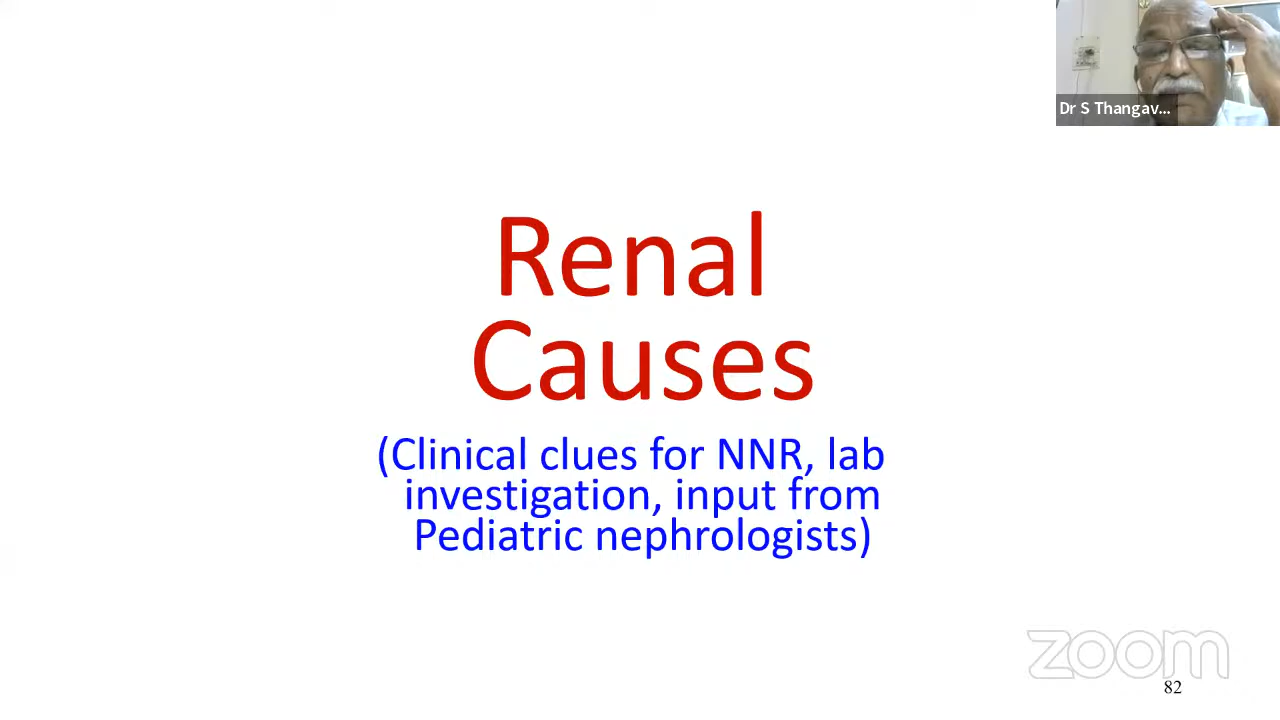 Dr S Thangav...
Renal
Causes
(Clinical clues for NNR, lab
investigation, input from
Pediatric nephrologists)
zoom
82